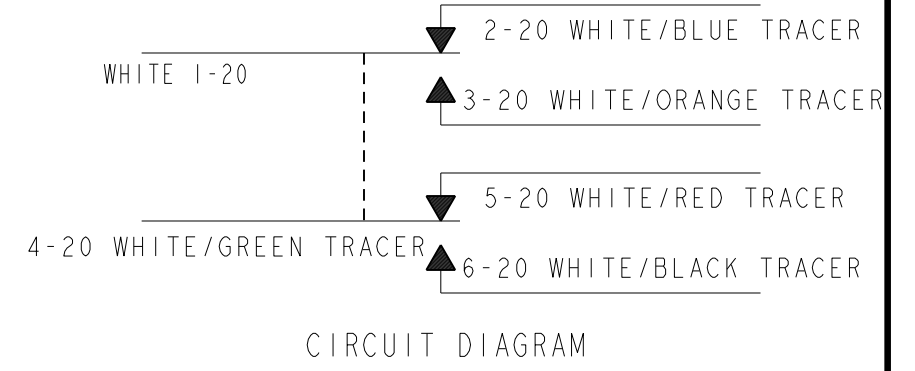 2-20 WHITE/BLUE TRACER
WHITE 1-20
3-20 WHITE/ORANGE TRACER
5-20 WHITE/RED TRACER
4-20 WHITE/GREEN TRACER
6-20 WHITE/BLACK TRACER
CIRCUIT DIAGRAM